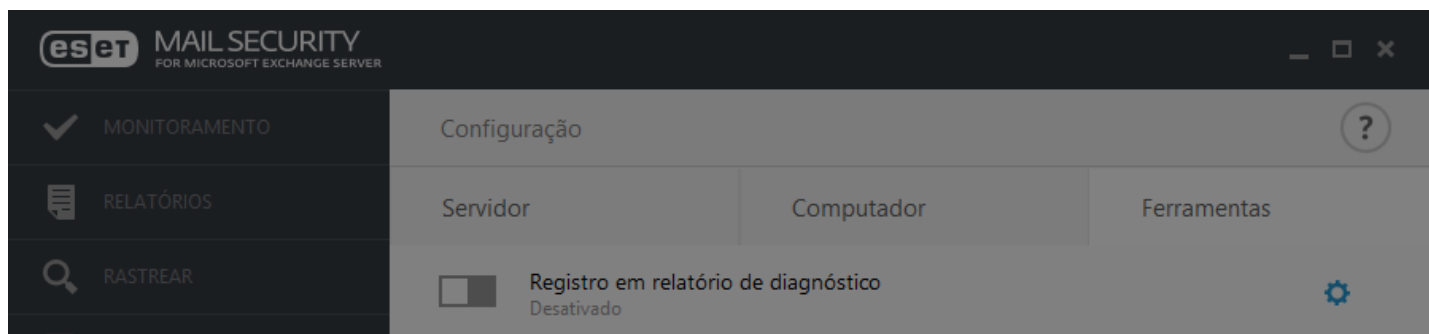 eset MAIL SECURITY
FOR MICROSOFT EXCHANGE SERVER
MONITORAMENTO
Configuração
?
RELATÓRIOS
Servidor
Computador
Ferramentas
RASTREAR
Registro em relatório de diagnóstico
Desativado